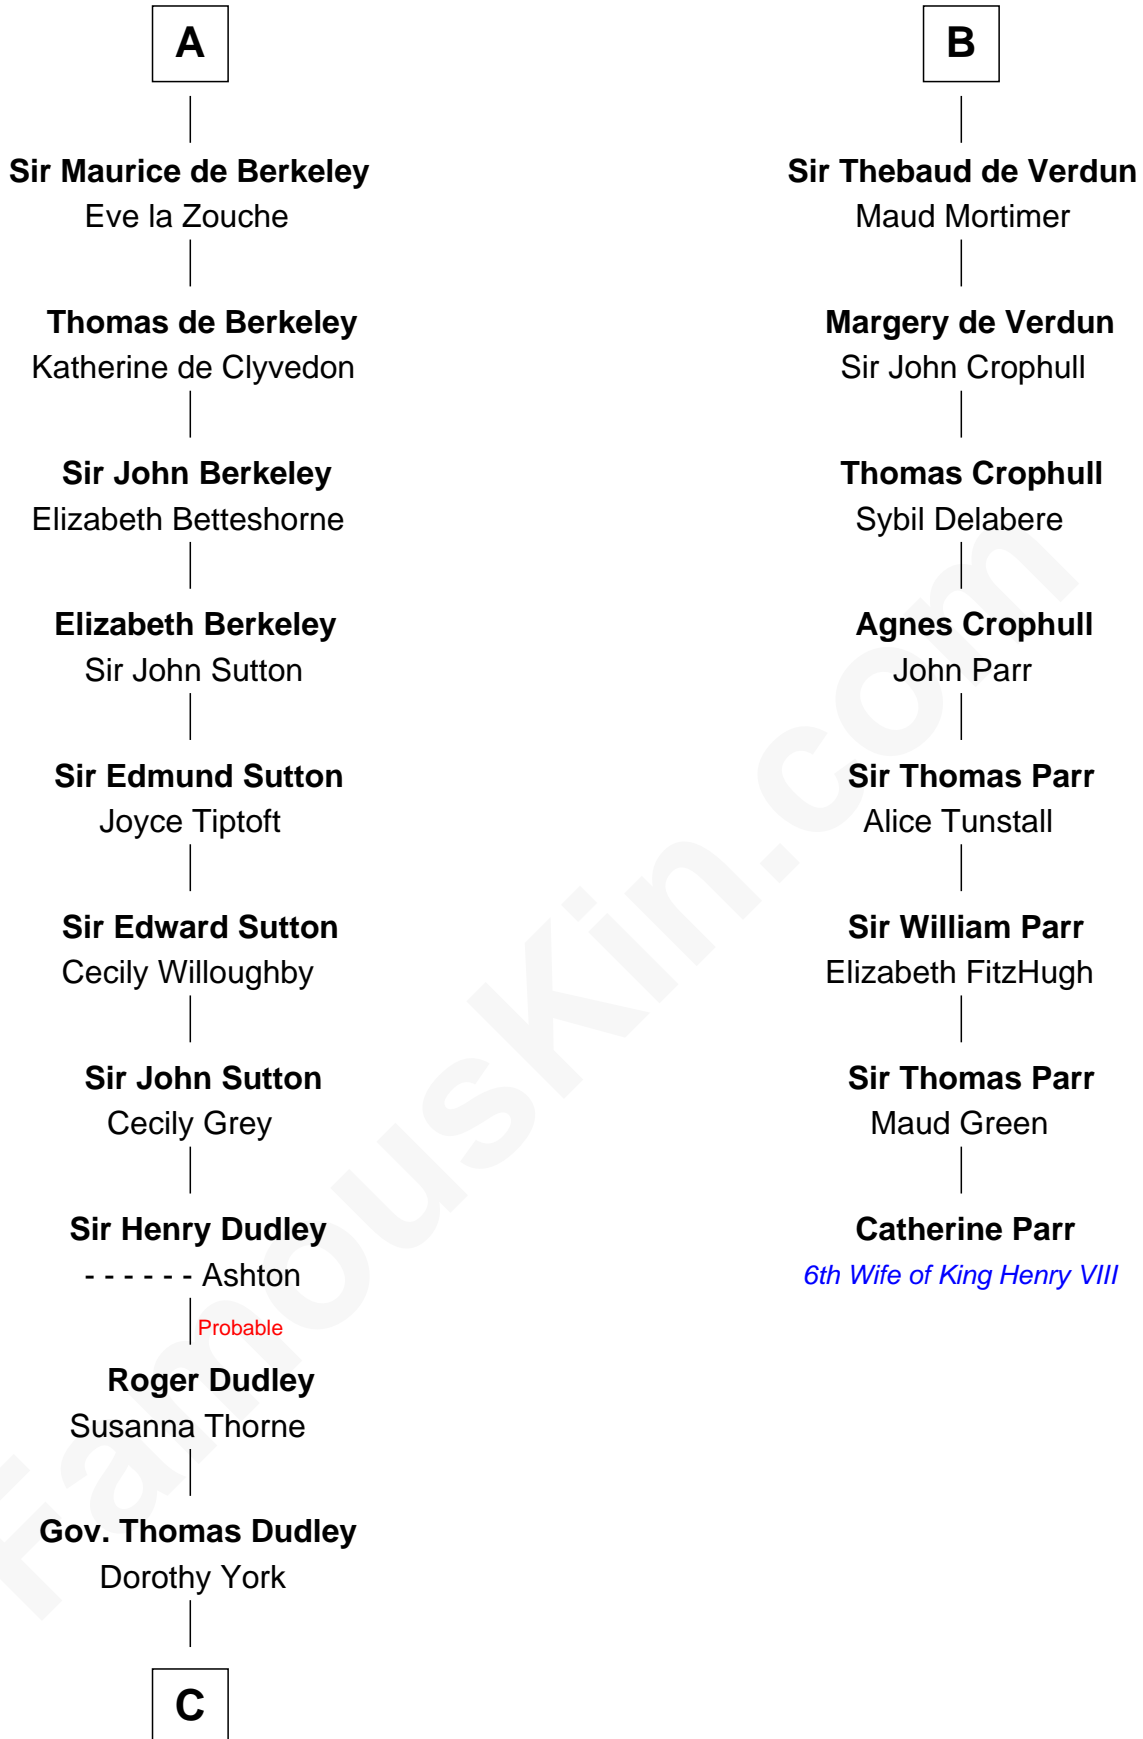 A
Sir Maurice de Berkeley
Eve la Zouche
Thomas de Berkeley
Katherine de Clyvedon
Sir John Berkeley
Elizabeth Betteshorne
Elizabeth Berkeley
Sir John Sutton
Sir Edmund Sutton
Joyce Tiptoft
Sir Edward Sutton
Cecily Willoughby
Sir John Sutton
Cecily Grey
Sir Henry Dudley
- - - - - - Ashton
Probable
Roger Dudley
Susanna Thorne
Gov. Thomas Dudley
Dorothy York
C
B
Sir Thebaud de Verdun
Maud Mortimer
Margery de Verdun
Sir John Crophull
Thomas Crophull
Sybil Delabere
Agnes Crophull
John Parr
Sir Thomas Parr
Alice Tunstall
Sir William Parr
Elizabeth FitzHugh
Sir Thomas Parr
Maud Green
Catherine Parr
6th Wife of King Henry VIII
FamousKin.com